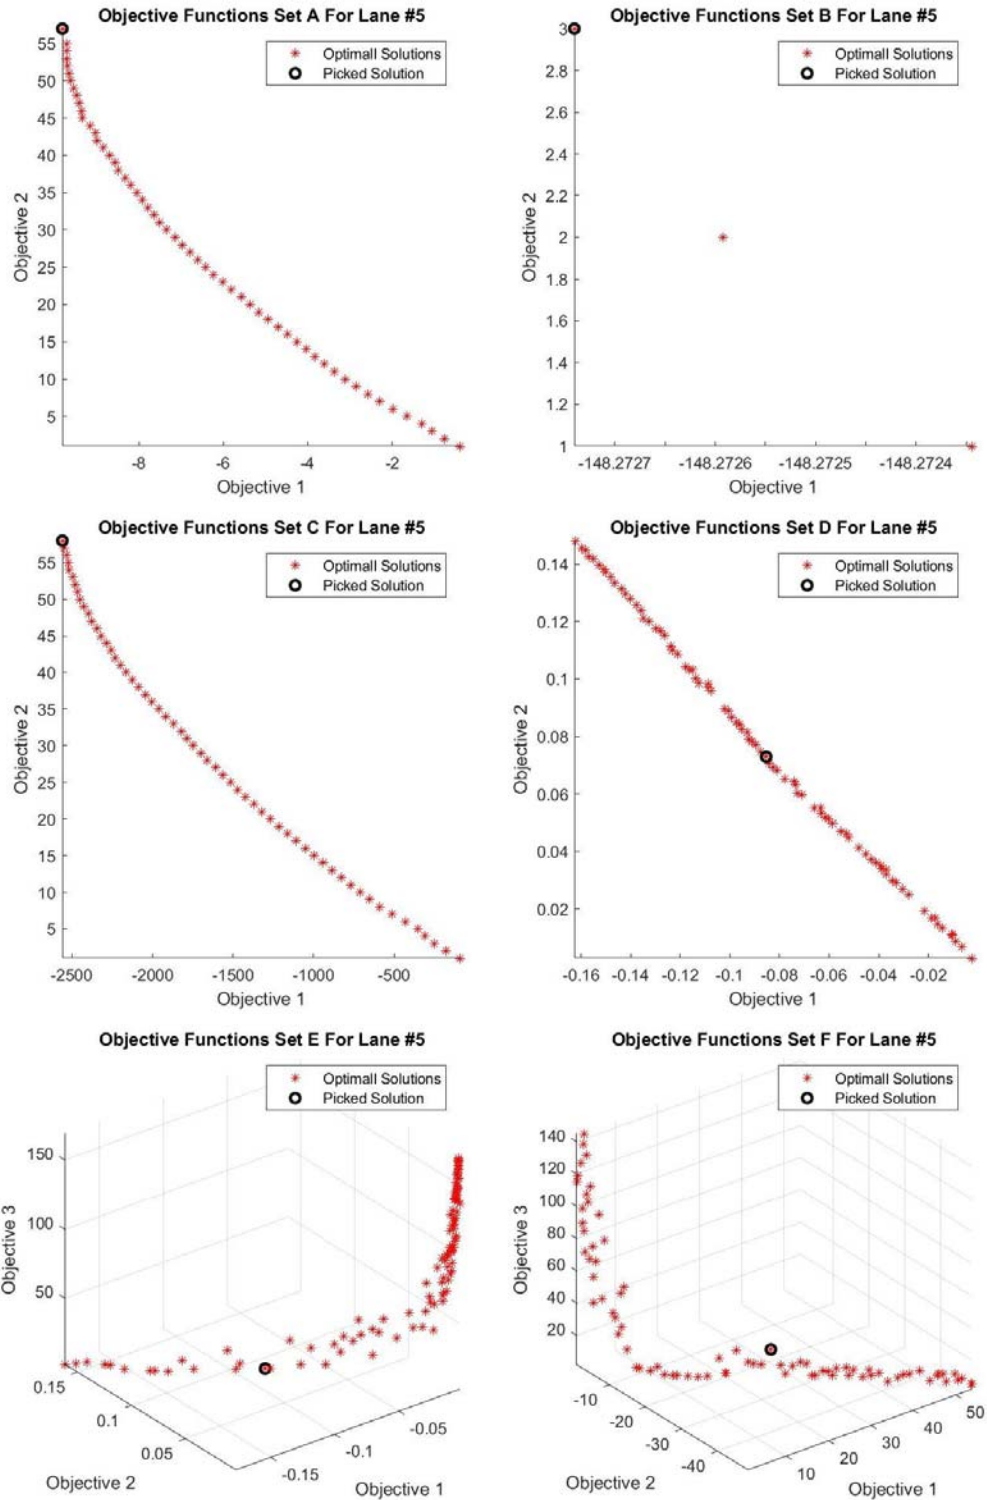 Objective Functions Set A For Lane #5
Optimall Solutions
Picked Solution
55
50
45
40
35
30
25
20
15
10
5
Objective 2
-8 -6 -4 -2
Objective 1
Objective Functions Set B For Lane #5
Optimall Solutions
Picked Solution
3
2.8
2.6
2.4
2.2
2
1.8
1.6
1.4
1.2
1
Objective 2
-148.2727 -148.2726 -148.2725 -148.2724
Objective 1
Objective Functions Set C For Lane #5
Optimall Solutions
Picked Solution
55
50
45
40
35
30
25
20
15
10
5
Objective 2
-2500 -2000 -1500 -1000 -500
Objective 1
Objective Functions Set D For Lane #5
Optimall Solutions
Picked Solution
0.14
0.12
0.1
0.08
0.06
0.04
0.02
Objective 2
-0.16 -0.14 -0.12 -0.1 -0.08 -0.06 -0.04 -0.02
Objective 1
Objective Functions Set E For Lane #5
Optimall Solutions
Picked Solution
150
100
50
Objective 3
0.15
0.1
0.05
Objective 2
-0.15 -0.1 -0.05
Objective 1
Objective Functions Set F For Lane #5
Optimall Solutions
Picked Solution
140
120
100
80
60
40
20
Objective 3
-10
-20
-30
-40
Objective 2
10 20 30 40 50
Objective 1